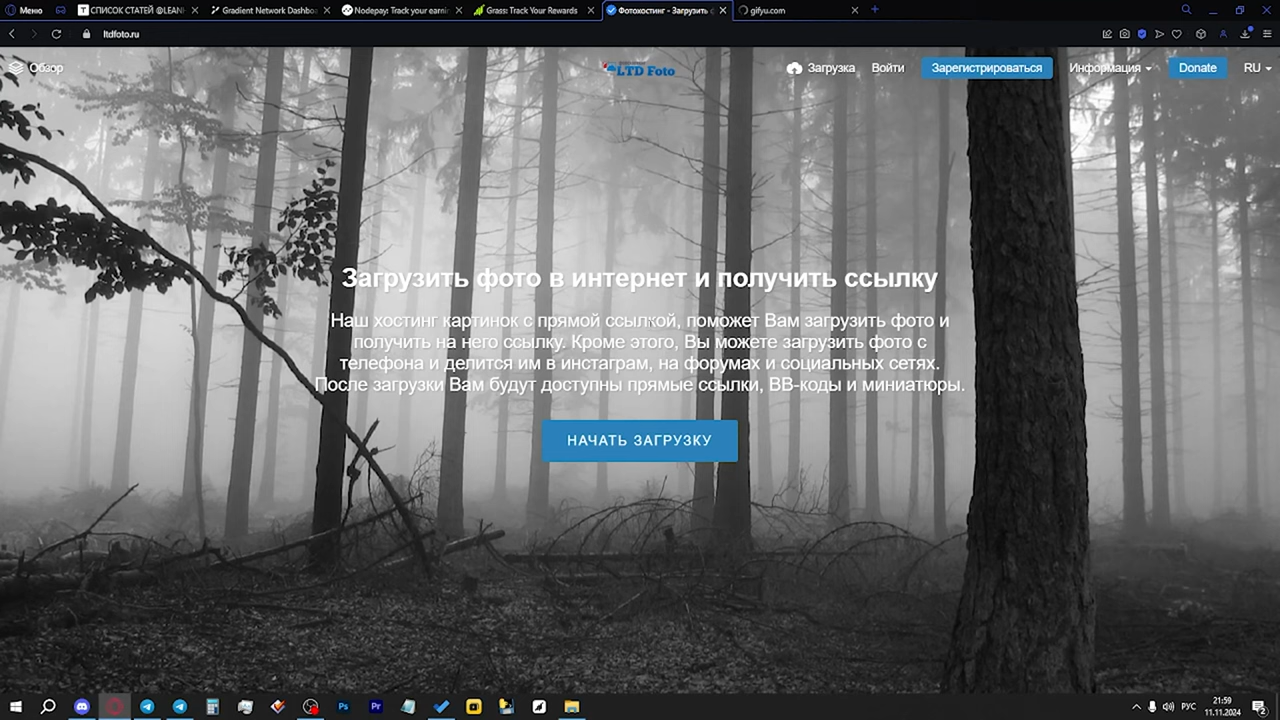 Меню
СПИСОК СТАТЕЙ @LEAN
Gradient Network Dashbo
Nodepay: Track your earni
Grass: Track Your Rewards
Фотохостинг - Загрузить ф
gifyu.com
ltdfoto.ru
Обзор
LTD Foto
Загрузка
Войти
Зарегистрироваться
Информация
Donate
RU
Загрузить фото в интернет и получить ссылку
Наш хостинг картинок с прямой ссылкой, поможет Вам загрузить фото и
получить на него ссылку. Кроме этого, Вы можете загрузить фото с
телефона и делится им в инстаграм, на форумах и социальных сетях.
После загрузки Вам будут доступны прямые ссылки, BB-коды и миниатюры.
НАЧАТЬ ЗАГРУЗКУ
Ps
Pr
РУС
21:59
11.11.2024
2